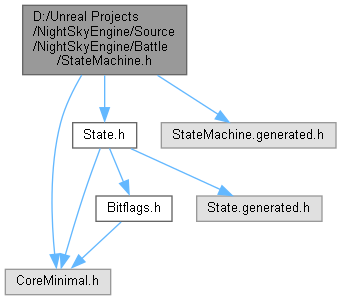 D:/Unreal Projects
/NightSkyEngine/Source
/NightSkyEngine/Battle
/StateMachine.h
State.h
StateMachine.generated.h
Bitflags.h
State.generated.h
CoreMinimal.h